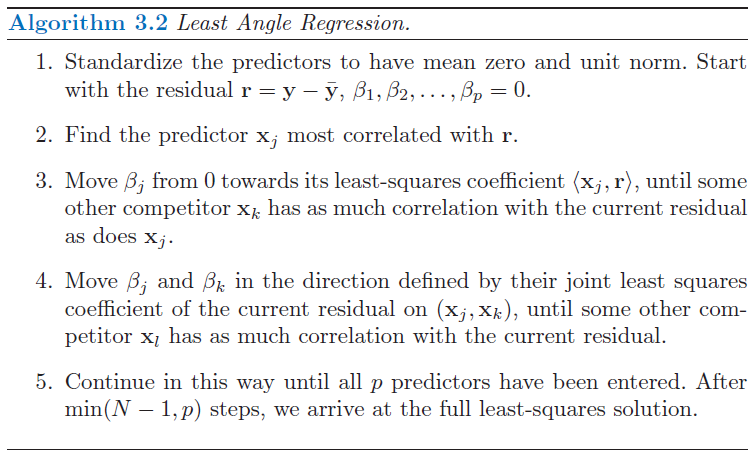 Algorithm 3.2 Least Angle Regression.
1. Standardize the predictors to have mean zero and unit norm. Start
with the residual r = y − ȳ, β₁, β₂, . . . , βₚ = 0.
2. Find the predictor xⱼ most correlated with r.
3. Move βⱼ from 0 towards its least-squares coefficient ⟨xⱼ, r⟩, until some
other competitor xₖ has as much correlation with the current residual
as does xⱼ.
4. Move βⱼ and βₖ in the direction defined by their joint least squares
coefficient of the current residual on (xⱼ, xₖ), until some other com-
petitor xₗ has as much correlation with the current residual.
5. Continue in this way until all p predictors have been entered. After
min(N − 1, p) steps, we arrive at the full least-squares solution.